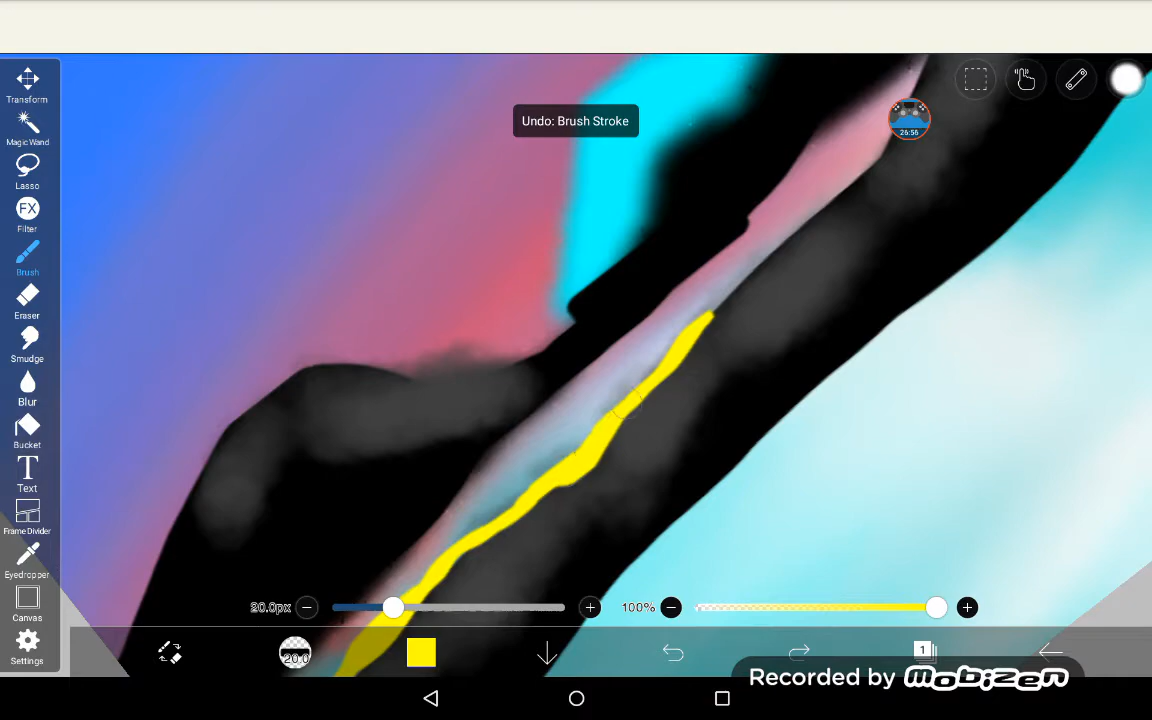 Transform
Magic Wand
Lasso
FX
Filter
Brush
Eraser
Smudge
Blur
Bucket
T
Text
Frame Divider
Eyedropper
Canvas
Settings
Undo: Brush Stroke
26:56
20.0px
100%
20.0
1
Recorded by mobizen